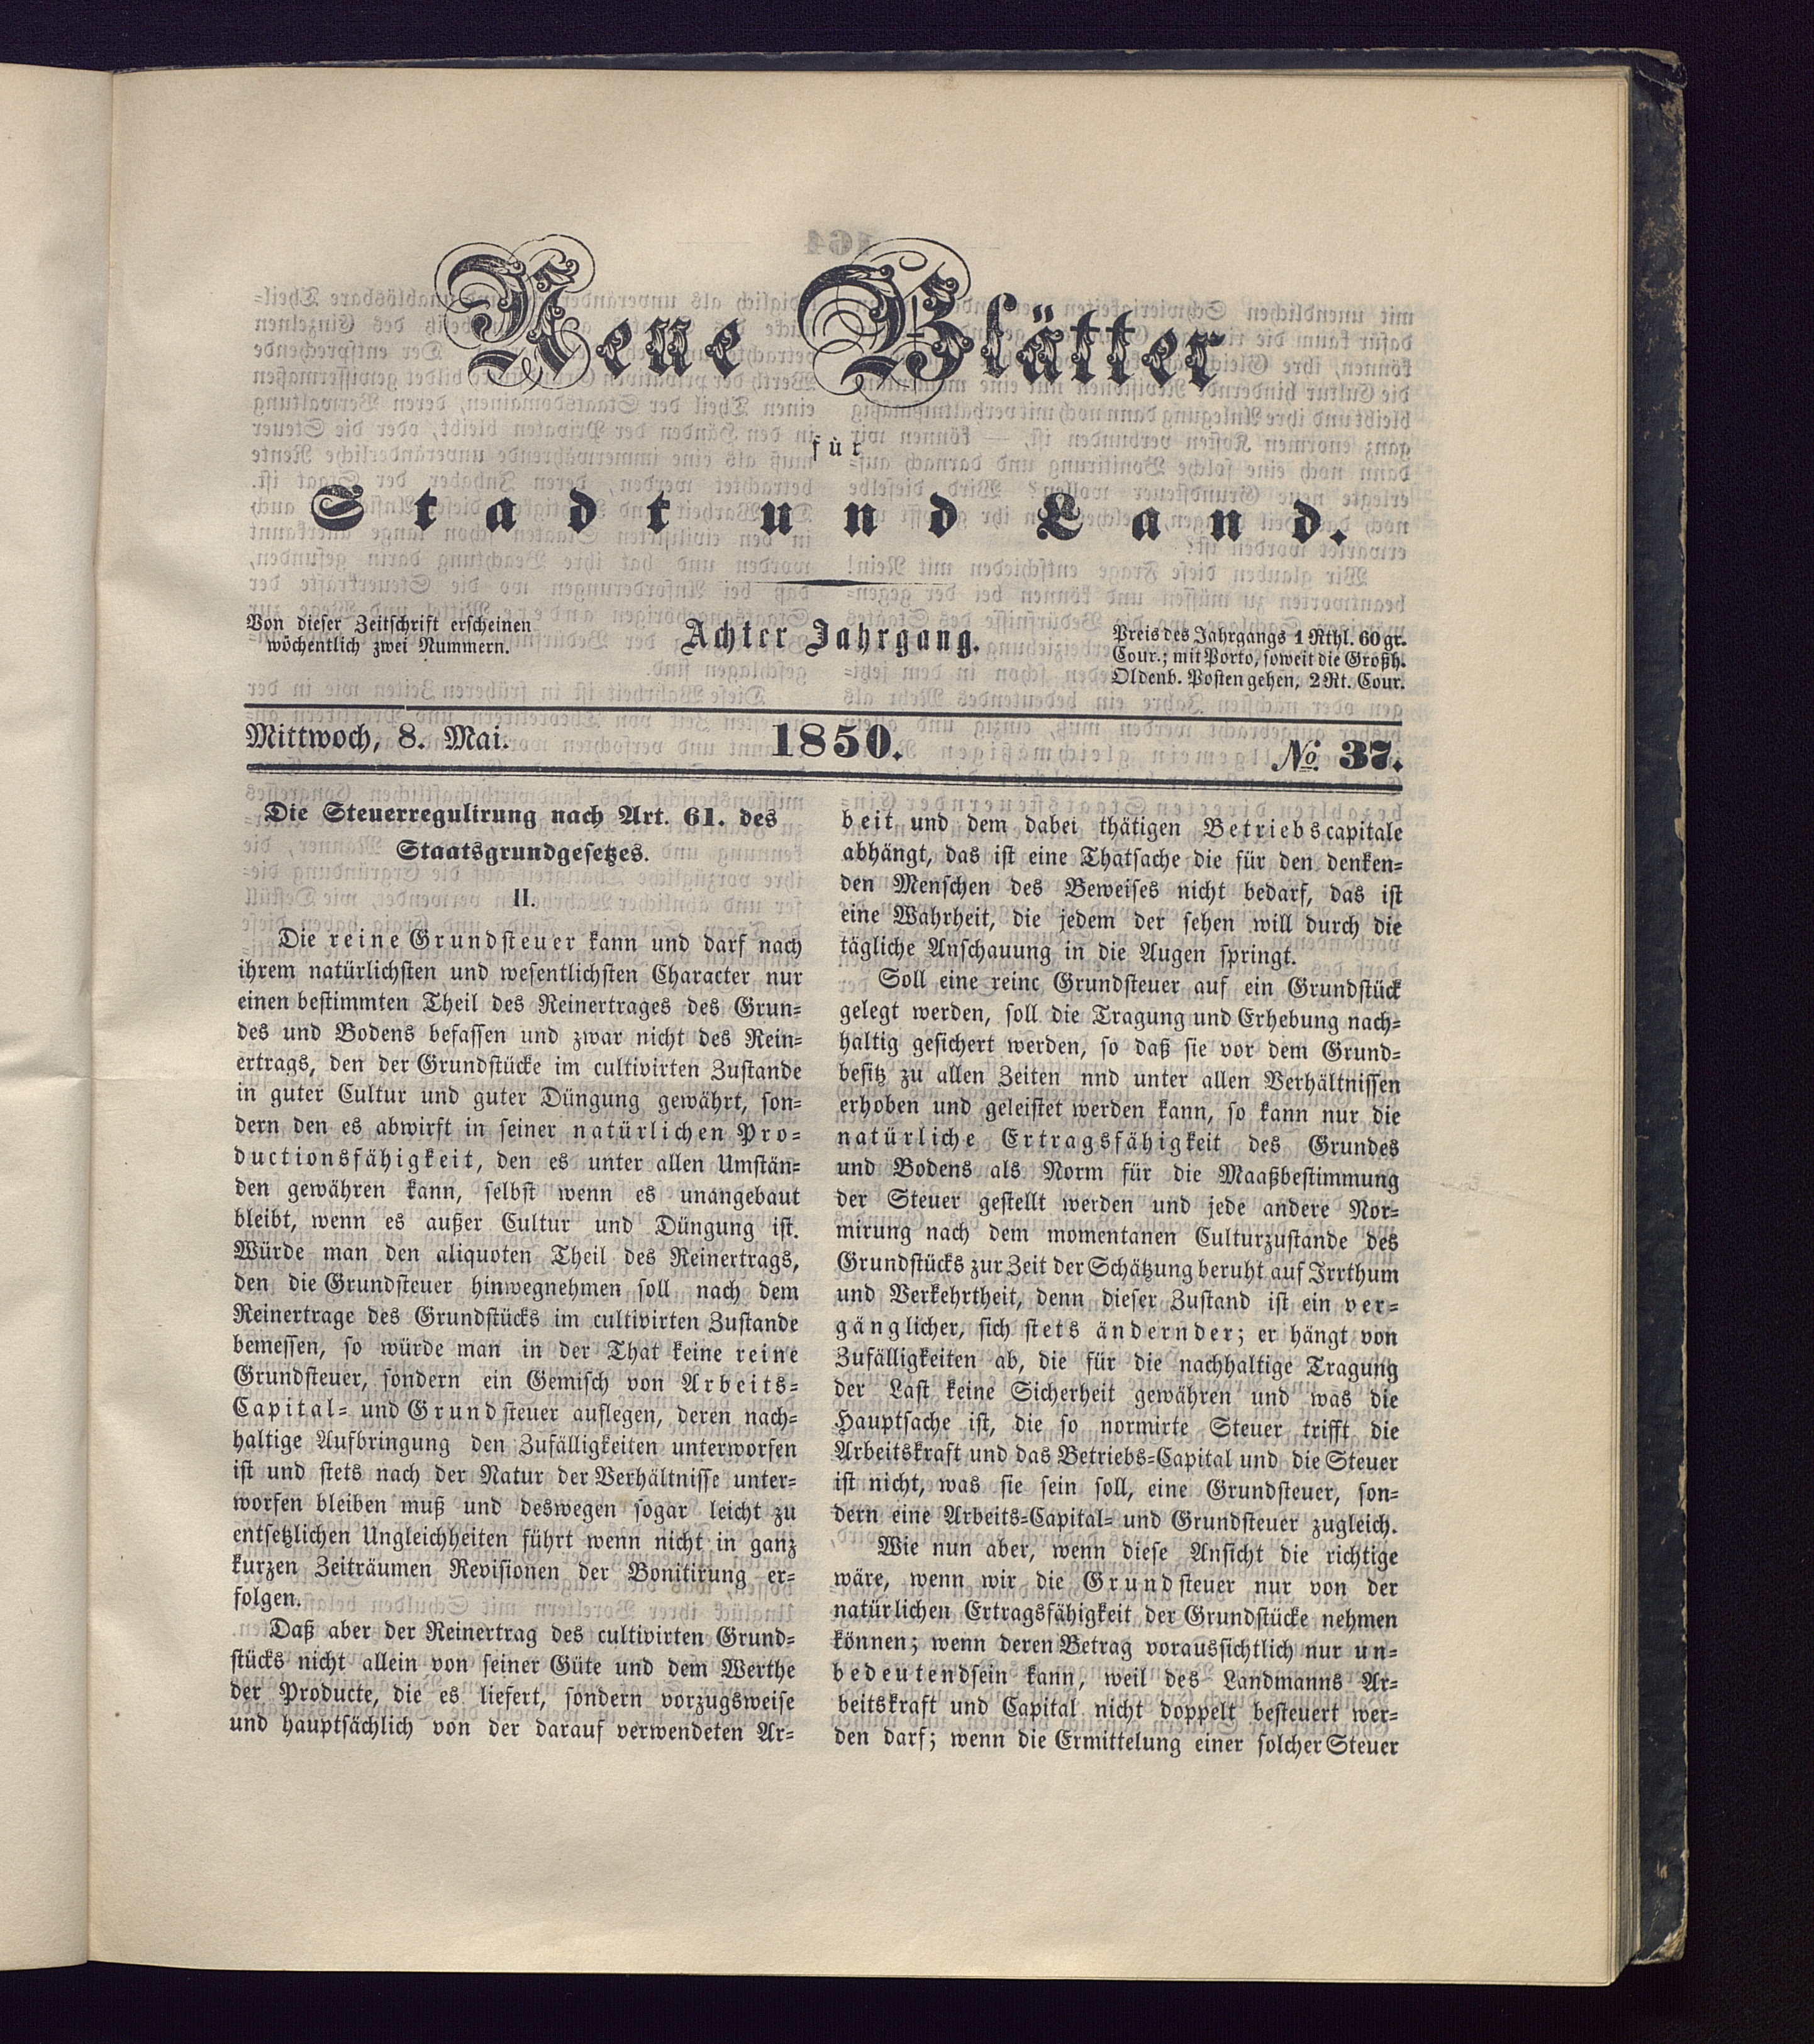 Neue Blätter
für
Stadt und Land.
Von dieser Zeitschrift erscheinen
wöchentlich zwei Nummern.
Achter Jahrgang.
Preis des Jahrgangs 1 Rthl. 60 gr.
Cour.; mit Porto, soweit die Großh.
Oldenb. Posten gehen, 2 Rt. Cour.
Mittwoch, 8. Mai.
1850.
No. 37.
Die Steuerregulirung nach Art. 61. des
Staatsgrundgesetzes.
II.
Die reine Grundsteuer kann und darf nach
ihrem natürlichsten und wesentlichsten Character nur
einen bestimmten Theil des Reinertrages des Grun-
des und Bodens befassen und zwar nicht des Rein-
ertrags, den der Grundstücke im cultivirten Zustande
in guter Cultur und guter Düngung gewährt, son-
dern den es abwirft in seiner natürlichen Pro-
ductionsfähigkeit, den es unter allen Umstän-
den gewähren kann, selbst wenn es unangebaut
bleibt, wenn es außer Cultur und Düngung ist.
Würde man den aliquoten Theil des Reinertrags,
den die Grundsteuer hinwegnehmen soll nach dem
Reinertrage des Grundstücks im cultivirten Zustande
bemessen, so würde man in der That keine reine
Grundsteuer, sondern ein Gemisch von Arbeits-
Capital- und Grundsteuer auflegen, deren nach-
haltige Aufbringung den Zufälligkeiten unterworfen
ist und stets nach der Natur der Verhältnisse unter-
worfen bleiben muß und deswegen sogar leicht zu
entsetzlichen Ungleichheiten führt wenn nicht in ganz
kurzen Zeiträumen Revisionen der Bonitirung er-
folgen.
Daß aber der Reinertrag des cultivirten Grund-
stücks nicht allein von seiner Güte und dem Werthe
der Producte, die es liefert, sondern vorzugsweise
und hauptsächlich von der darauf verwendeten Ar-
beit und dem dabei thätigen Betriebscapitale
abhängt, das ist eine Thatsache die für den denken-
den Menschen des Beweises nicht bedarf, das ist
eine Wahrheit, die jedem der sehen will durch die
tägliche Anschauung in die Augen springt.
Soll eine reine Grundsteuer auf ein Grundstück
gelegt werden, soll die Tragung und Erhebung nach-
haltig gesichert werden, so daß sie vor dem Grund-
besitz zu allen Zeiten nnd unter allen Verhältnissen
erhoben und geleistet werden kann, so kann nur die
natürliche Ertragsfähigkeit des Grundes
und Bodens als Norm für die Maaßbestimmung
der Steuer gestellt werden und jede andere Nor-
mirung nach dem momentanen Culturzustande des
Grundstücks zur Zeit der Schätzung beruht auf Irrthum
und Verkehrtheit, denn dieser Zustand ist ein ver-
gänglicher, sich stets ändernder; er hängt von
Zufälligkeiten ab, die für die nachhaltige Tragung
der Last keine Sicherheit gewähren und was die
Hauptsache ist, die so normirte Steuer trifft die
Arbeitskraft und das Betriebs-Capital und die Steuer
ist nicht, was sie sein soll, eine Grundsteuer, son-
dern eine Arbeits-Capital- und Grundsteuer zugleich.
Wie nun aber, wenn diese Ansicht die richtige
wäre, wenn wir die Grundsteuer nur von der
natürlichen Ertragsfähigkeit der Grundstücke nehmen
können; wenn deren Betrag voraussichtlich nur un-
bedeutendsein kann, weil des Landmanns Ar-
beitskraft und Capital nicht doppelt besteuert wer-
den darf; wenn die Ermittelung einer solcher Steuer